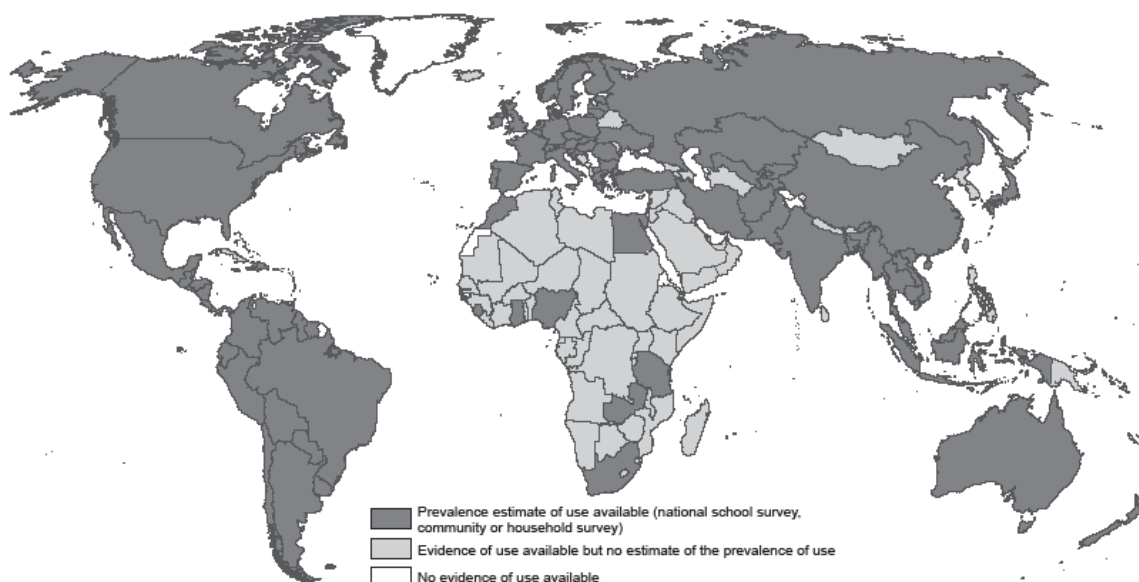 Prevalence estimate of use available (national school survey,
community or household survey)
Evidence of use available but no estimate of the prevalence of use
No evidence of use available